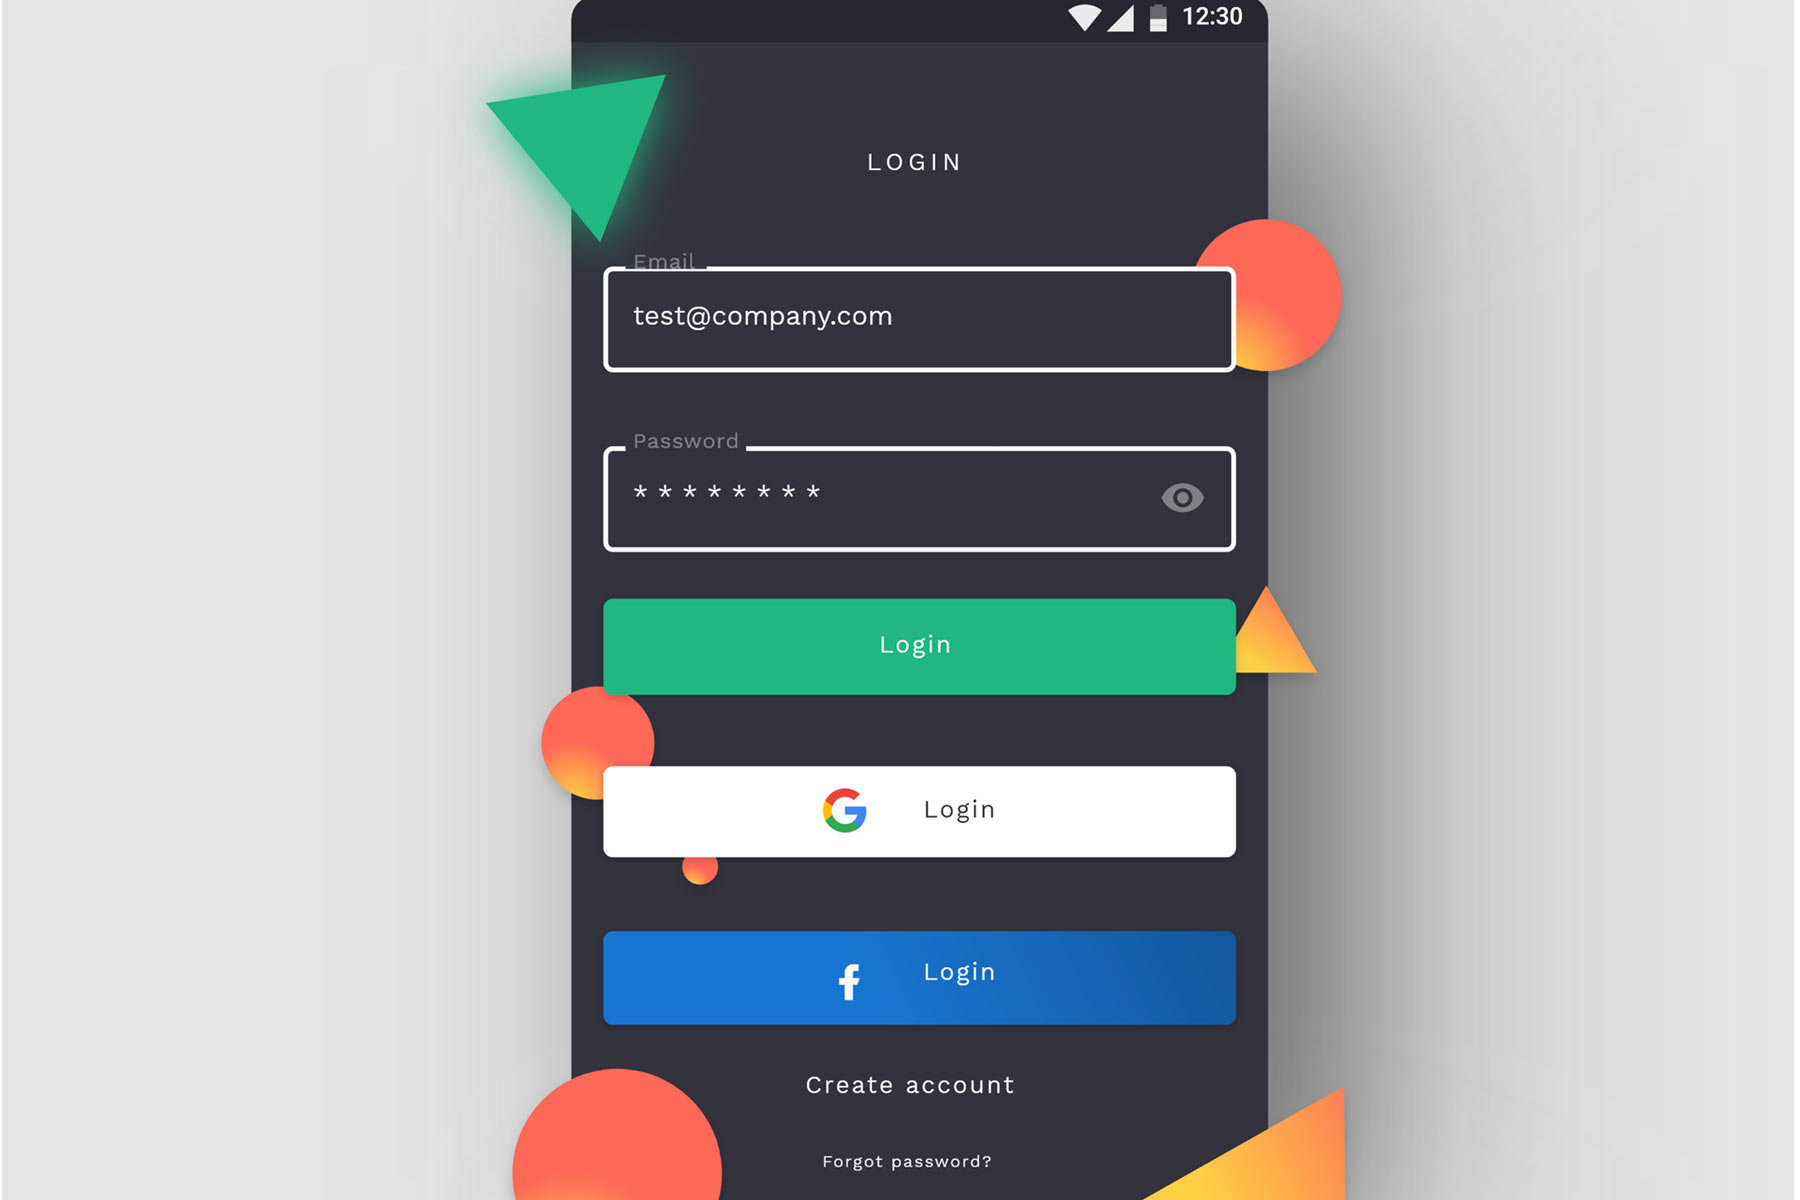 12:30
LOGIN
Email
test@company.com
Password
* * * * * * * *
Login
Login
Login
Create account
Forgot password?